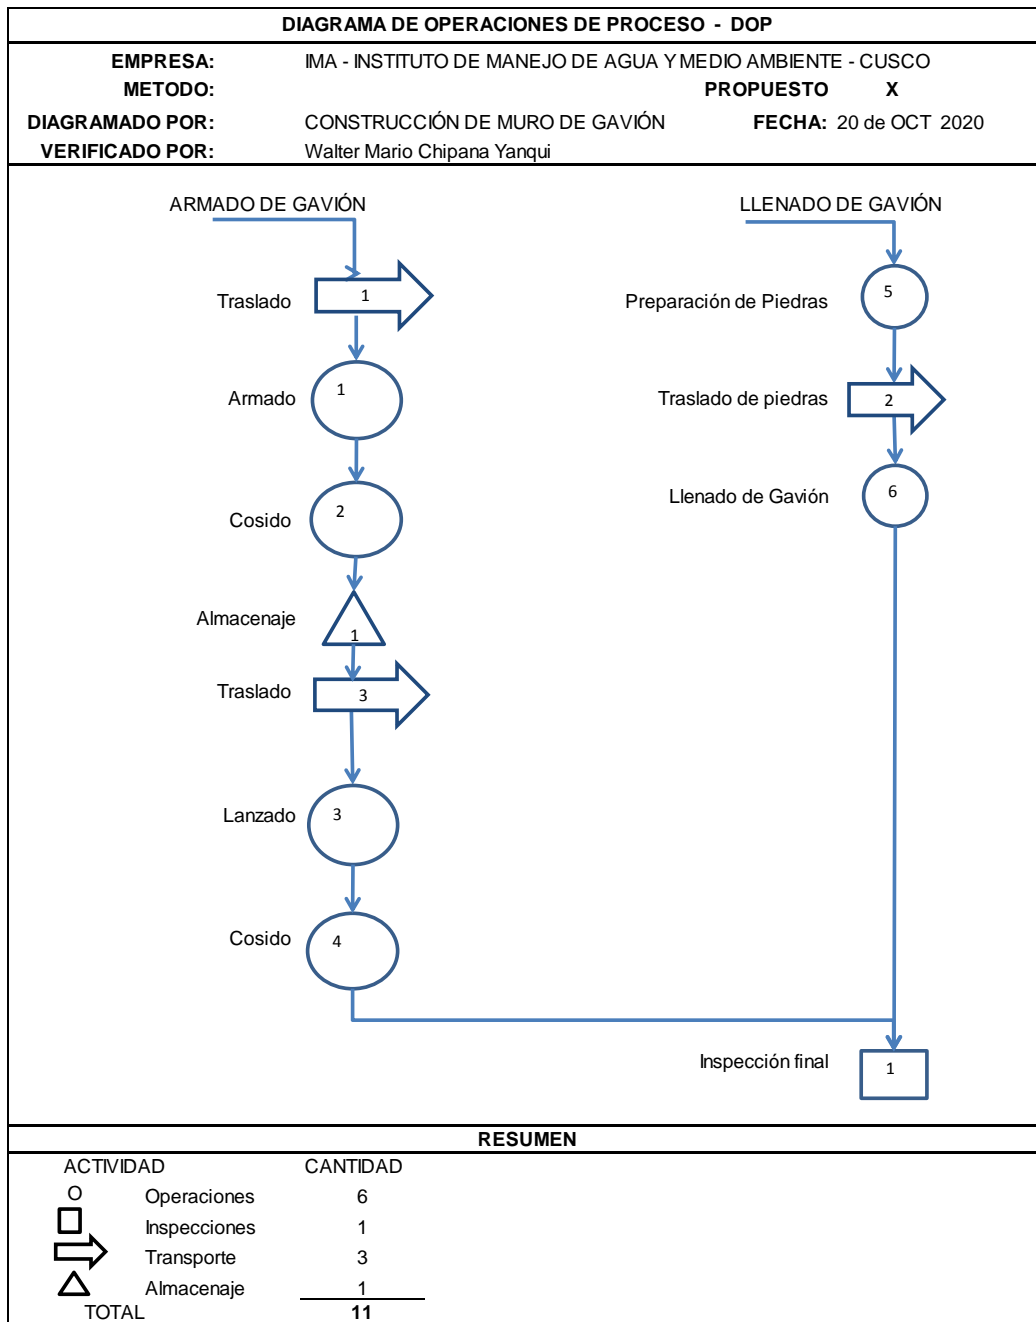 DIAGRAMA DE OPERACIONES DE PROCESO - DOP
EMPRESA: IMA - INSTITUTO DE MANEJO DE AGUA Y MEDIO AMBIENTE - CUSCO
METODO: PROPUESTO X
DIAGRAMADO POR: CONSTRUCCIÓN DE MURO DE GAVIÓN FECHA: 20 de OCT 2020
VERIFICADO POR: Walter Mario Chipana Yanqui
ARMADO DE GAVIÓN
Traslado 1
Armado 1
Cosido 2
Almacenaje 1
Traslado 3
Lanzado 3
Cosido 4
LLENADO DE GAVIÓN
Preparación de Piedras 5
Traslado de piedras 2
Llenado de Gavión 6
Inspección final 1
RESUMEN
ACTIVIDAD CANTIDAD
O Operaciones 6
Inspecciones 1
Transporte 3
Almacenaje 1
TOTAL 11